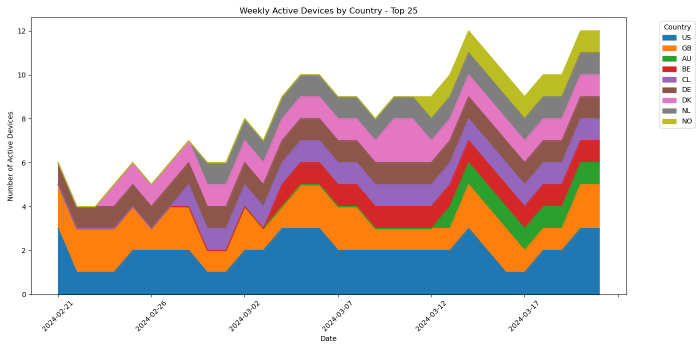 Weekly Active Devices by Country - Top 25
Country
US
GB
AU
BE
CL
DE
DK
NL
NO
Number of Active Devices
12
10
8
6
4
2
0
2024-02-21
2024-02-26
2024-03-02
2024-03-07
2024-03-12
2024-03-17
Date